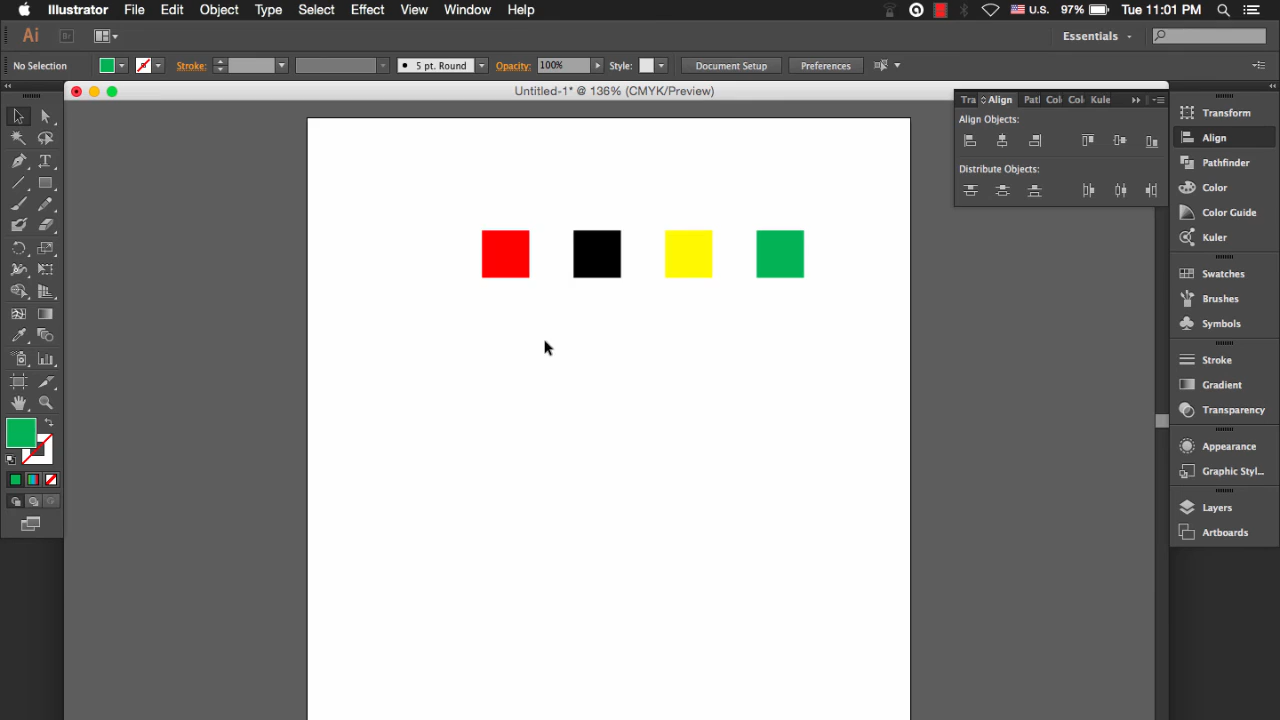 Illustrator File Edit Object Type Select Effect View Window Help U.S. 97% Tue 11:01 PM
Ai Br Essentials
No Selection Stroke: 5 pt. Round Opacity: 100% Style: Document Setup Preferences
Untitled-1* @ 136% (CMYK/Preview)
Tra Align Patl Col Col Kule
Align Objects:
Distribute Objects:
Transform
Align
Pathfinder
Color
Color Guide
Kuler
Swatches
Brushes
Symbols
Stroke
Gradient
Transparency
Appearance
Graphic Styl...
Layers
Artboards